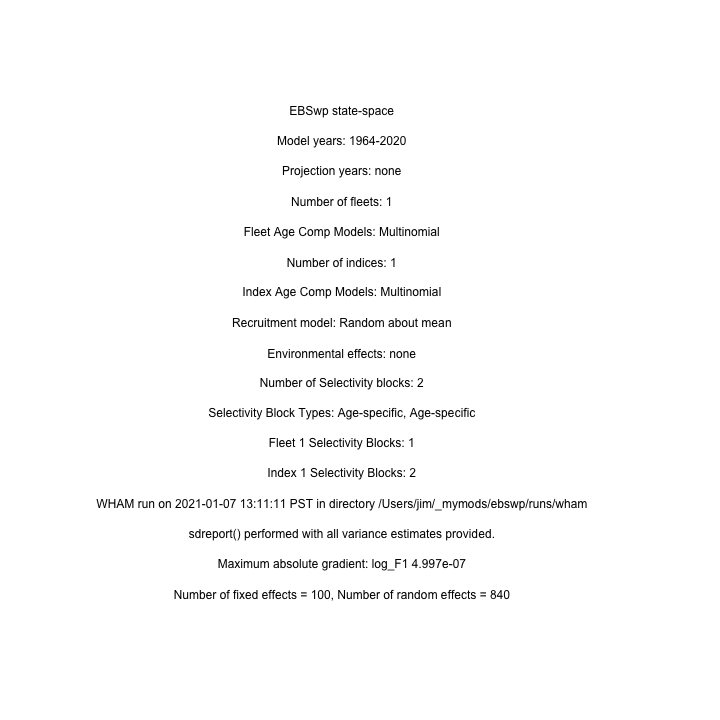 EBSwp state-space
Model years: 1964-2020
Projection years: none
Number of fleets: 1
Fleet Age Comp Models: Multinomial
Number of indices: 1
Index Age Comp Models: Multinomial
Recruitment model: Random about mean
Environmental effects: none
Number of Selectivity blocks: 2
Selectivity Block Types: Age-specific, Age-specific
Fleet 1 Selectivity Blocks: 1
Index 1 Selectivity Blocks: 2
WHAM run on 2021-01-07 13:11:11 PST in directory /Users/jim/_mymods/ebswp/runs/wham
sdreport() performed with all variance estimates provided.
Maximum absolute gradient: log_F1 4.997e-07
Number of fixed effects = 100, Number of random effects = 840